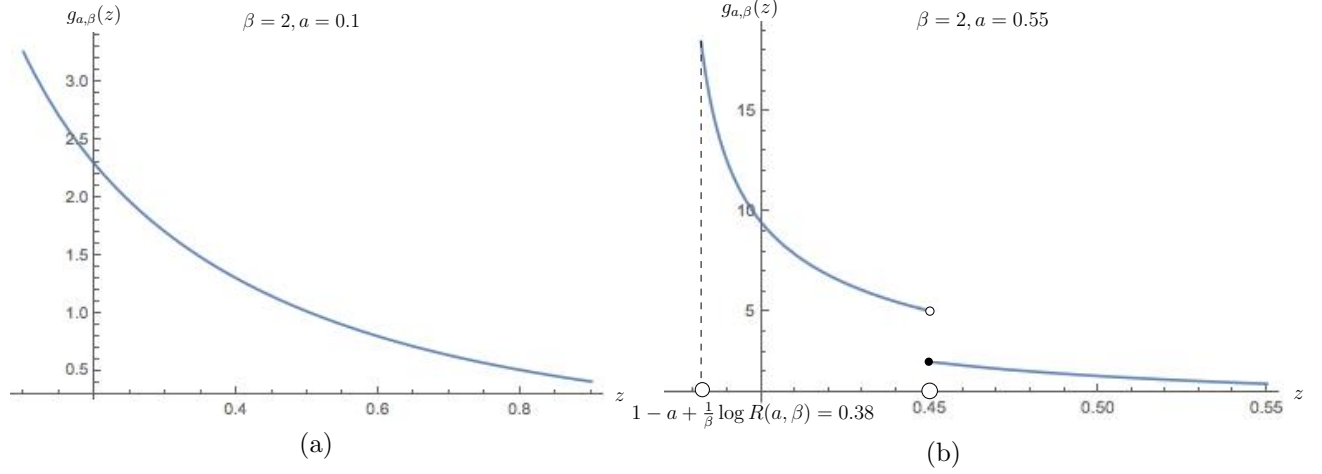 g_{a,β}(z)
β = 2, a = 0.1
3.0
2.5
2.0
1.5
1.0
0.5
0.4
0.6
0.8
z
(a)
g_{a,β}(z)
β = 2, a = 0.55
15
10
5
0.45
0.50
0.55
z
1 − a + \frac{1}{β} log R(a, β) = 0.38
(b)